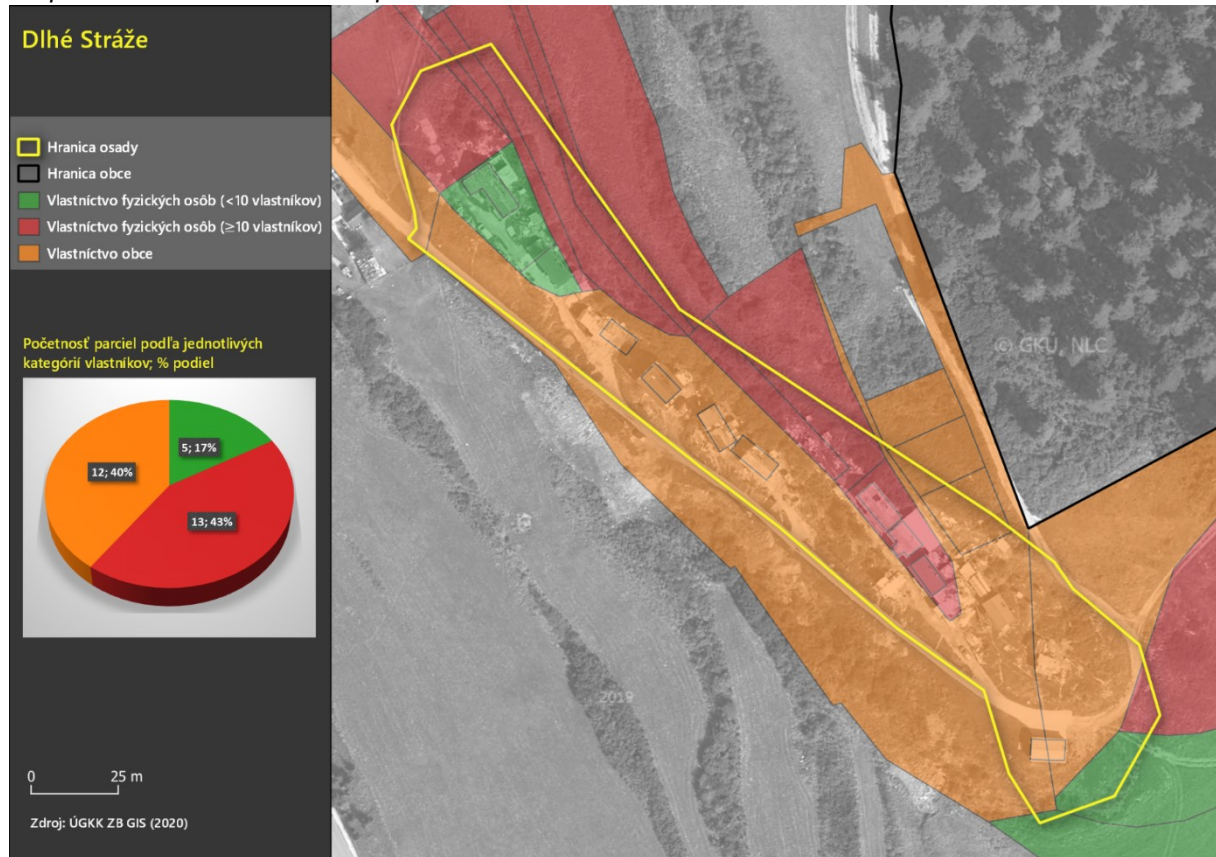 Dlhé Stráže
Hranica osady
Hranica obce
Vlastníctvo fyzických osôb (<10 vlastníkov)
Vlastníctvo fyzických osôb (≥10 vlastníkov)
Vlastníctvo obce
Početnosť parciel podľa jednotlivých
kategórií vlastníkov; % podiel
5; 17%
12; 40%
13; 43%
0 25 m
Zdroj: ÚGKK ZB GIS (2020)
© GKU, NLC
2019